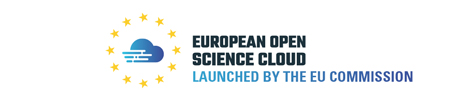 EUROPEAN OPEN
SCIENCE CLOUD
LAUNCHED BY THE EU COMMISSION